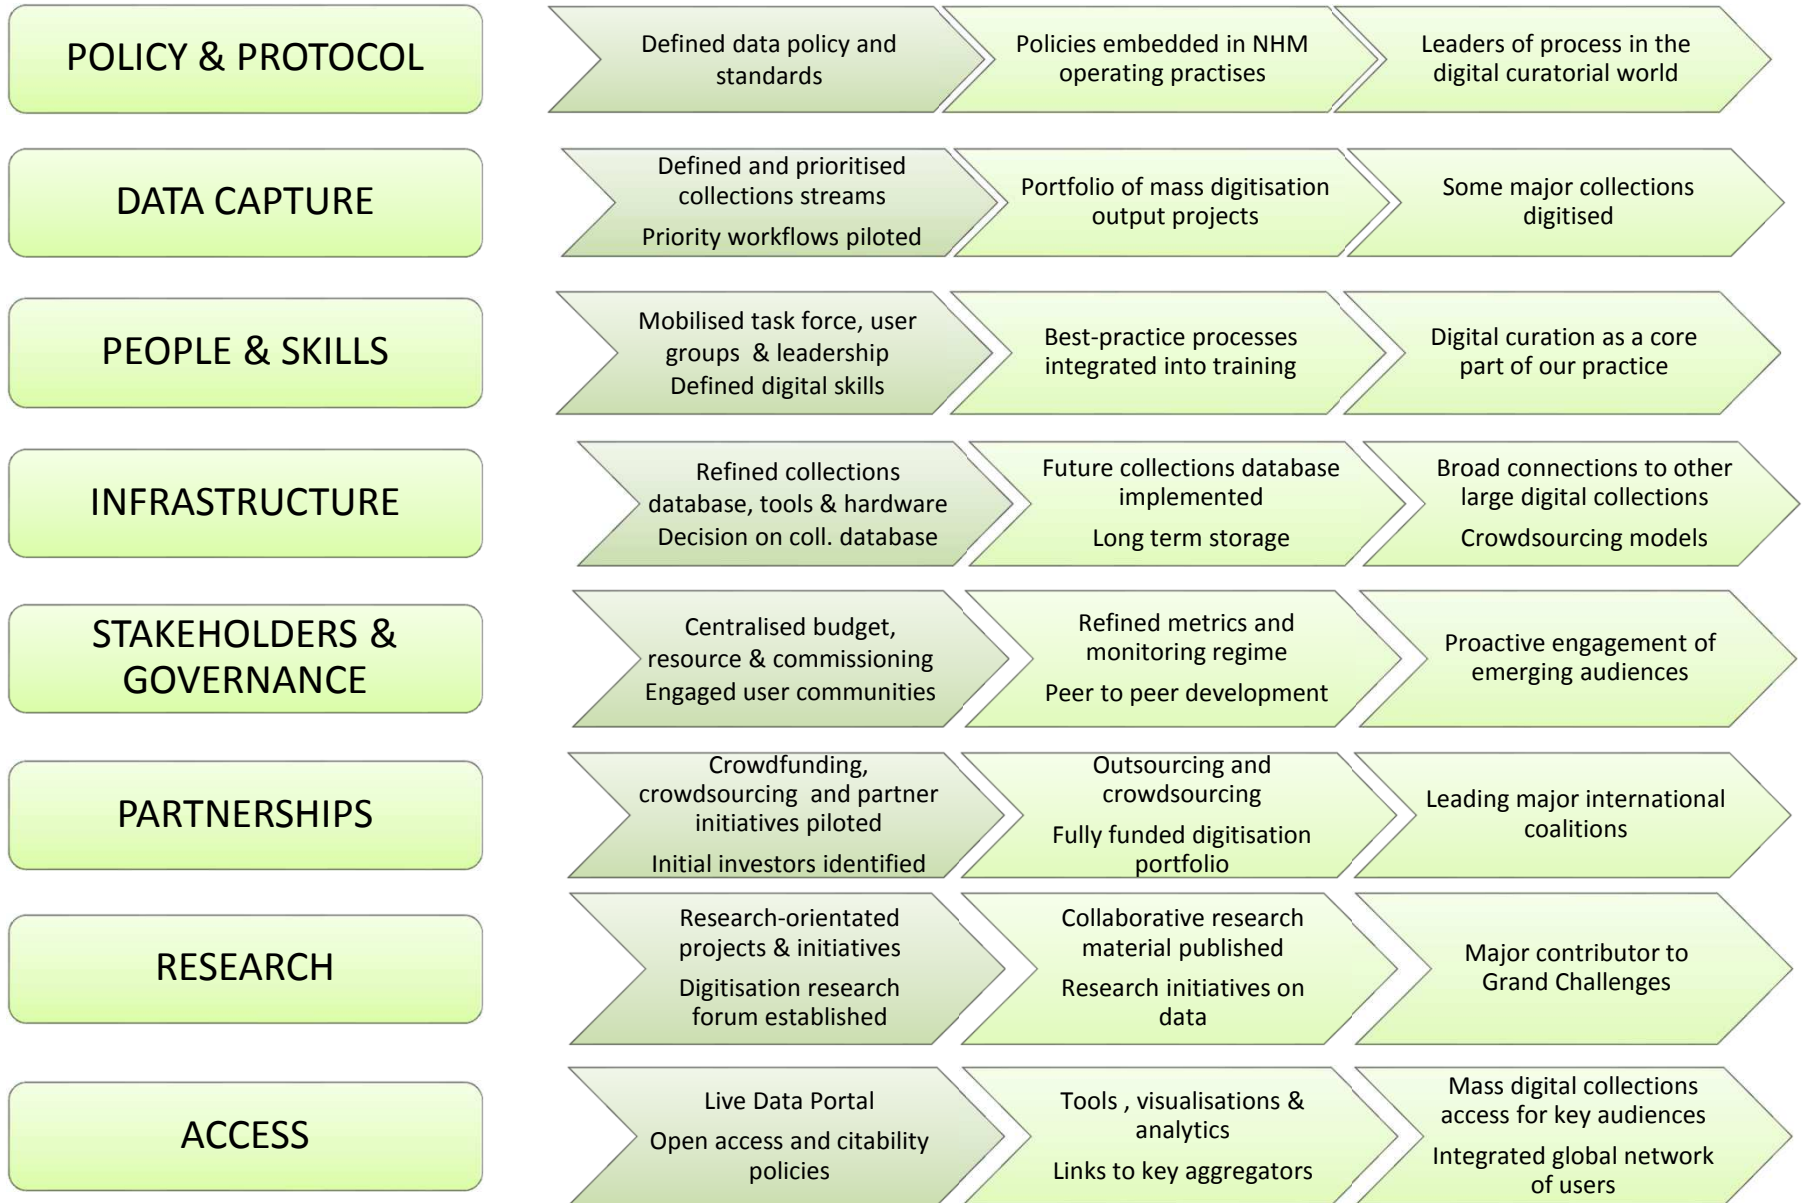 POLICY & PROTOCOL
Defined data policy and
standards
Policies embedded in NHM
operating practises
Leaders of process in the
digital curatorial world
DATA CAPTURE
Defined and prioritised
collections streams
Priority workflows piloted
Portfolio of mass digitisation
output projects
Some major collections
digitised
PEOPLE & SKILLS
Mobilised task force, user
groups & leadership
Defined digital skills
Best-practice processes
integrated into training
Digital curation as a core
part of our practice
INFRASTRUCTURE
Refined collections
database, tools & hardware
Decision on coll. database
Future collections database
implemented
Long term storage
Broad connections to other
large digital collections
Crowdsourcing models
STAKEHOLDERS &
GOVERNANCE
Centralised budget,
resource & commissioning
Engaged user communities
Refined metrics and
monitoring regime
Peer to peer development
Proactive engagement of
emerging audiences
PARTNERSHIPS
Crowdfunding,
crowdsourcing and partner
initiatives piloted
Initial investors identified
Outsourcing and
crowdsourcing
Fully funded digitisation
portfolio
Leading major international
coalitions
RESEARCH
Research-orientated
projects & initiatives
Digitisation research
forum established
Collaborative research
material published
Research initiatives on
data
Major contributor to
Grand Challenges
ACCESS
Live Data Portal
Open access and citability
policies
Tools , visualisations &
analytics
Links to key aggregators
Mass digital collections
access for key audiences
Integrated global network
of users